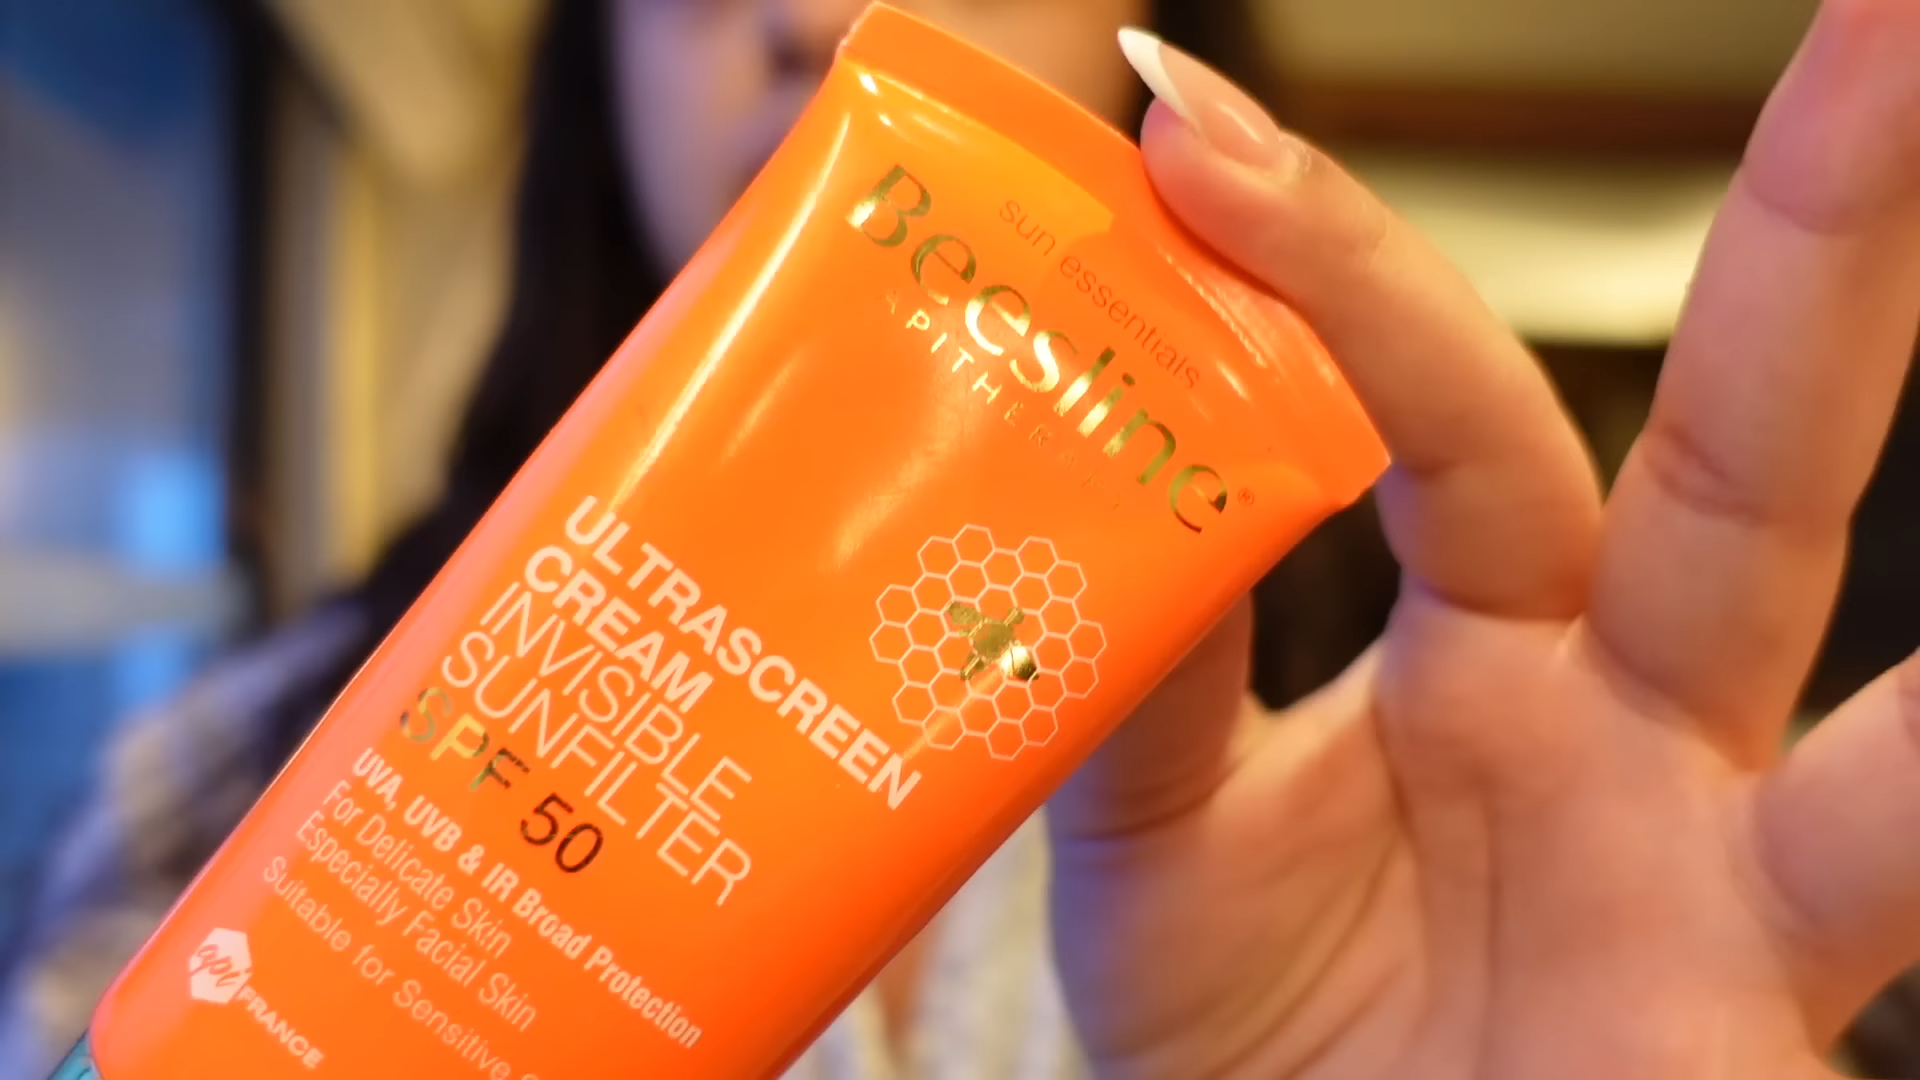 sun essentials
Beesline®
APITHERAPY
ULTRASCREEN
CREAM
INVISIBLE
SUNFILTER
SPF 50
UVA, UVB & IR Broad Protection
For Delicate Skin
Especially Facial Skin
Suitable for Sensitive
api
FRANCE